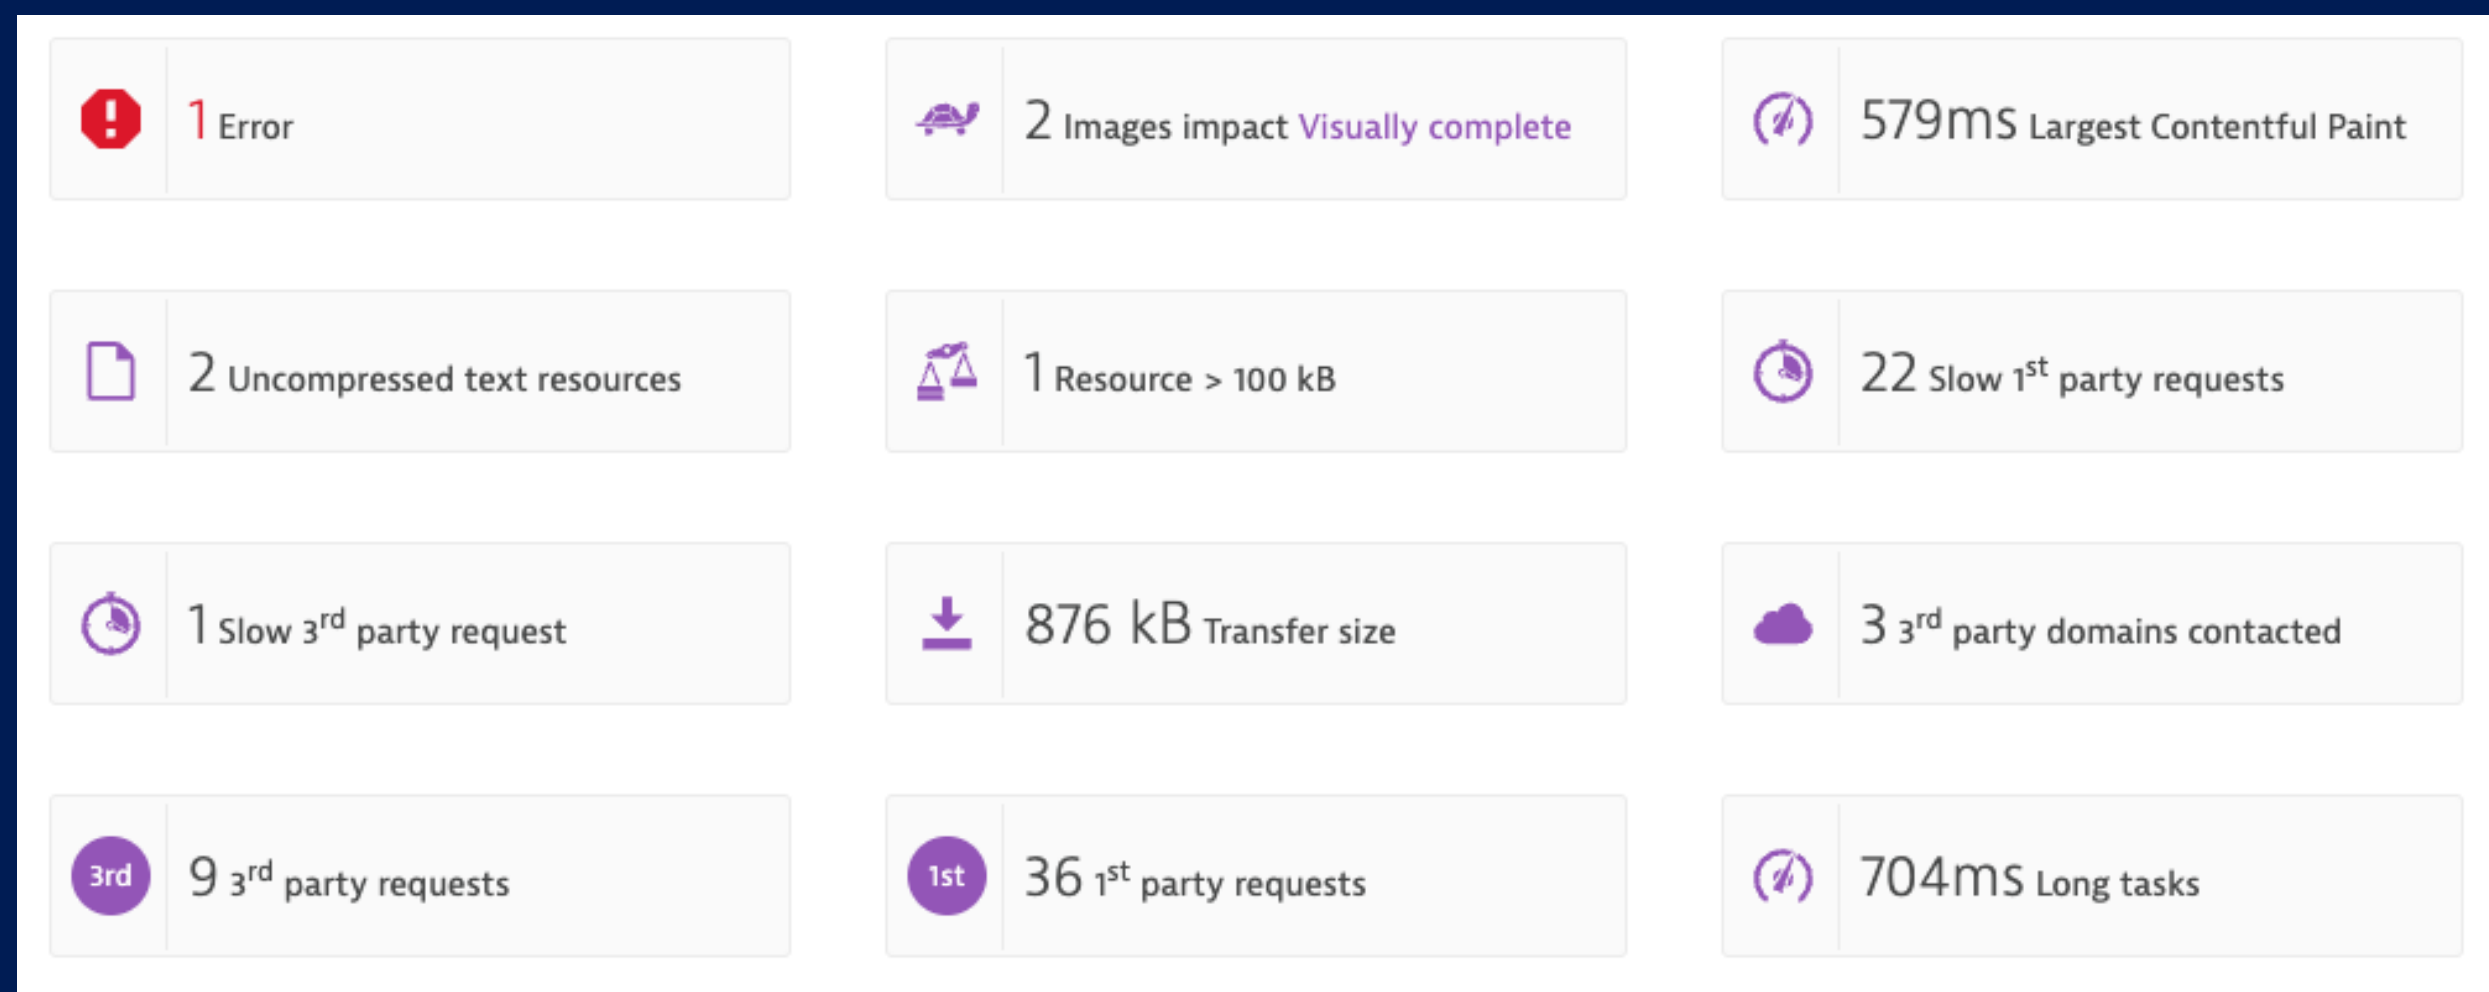 1 Error
2 Images impact Visually complete
579ms Largest Contentful Paint
2 Uncompressed text resources
1 Resource > 100 kB
22 Slow 1st party requests
1 Slow 3rd party request
876 kB Transfer size
3 3rd party domains contacted
3rd
9 3rd party requests
1st
36 1st party requests
704ms Long tasks